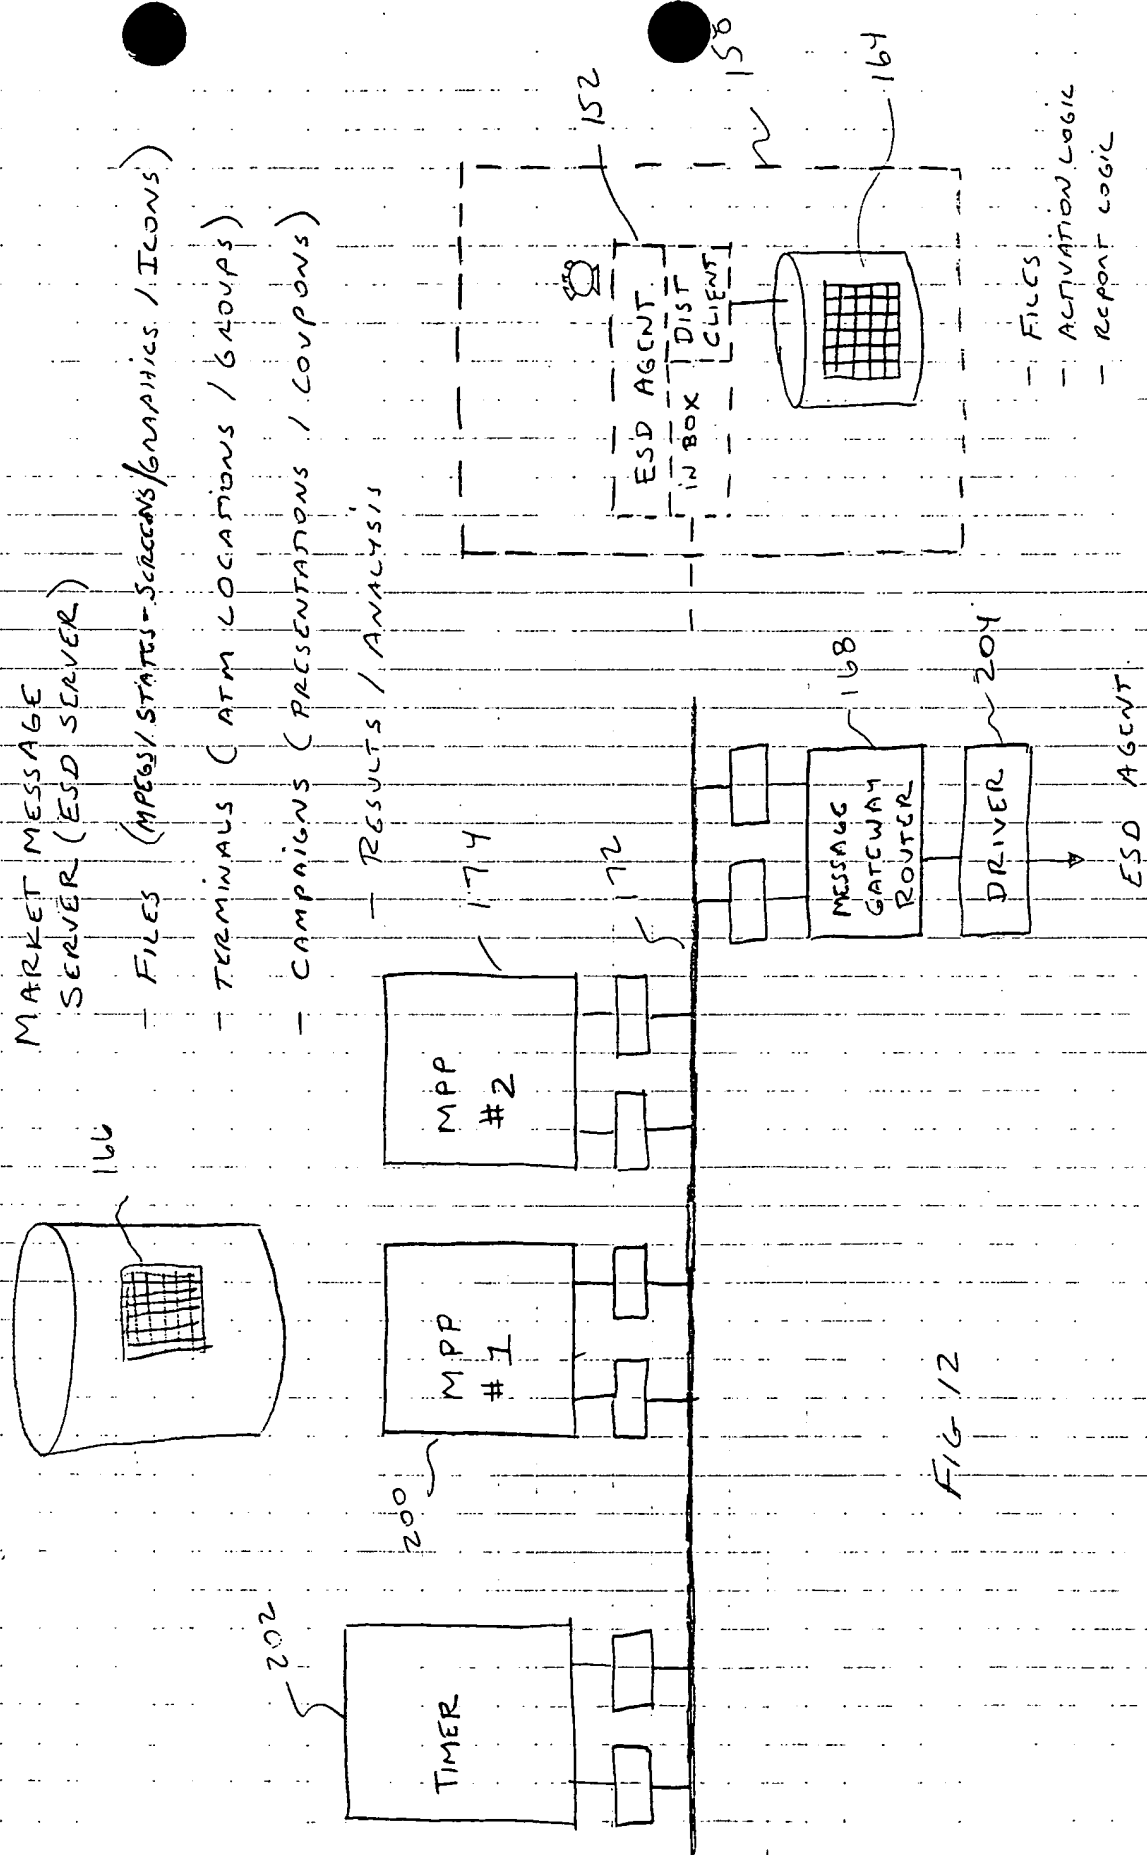 MARKET MESSAGE
SERVER (ESD SERVER)
- FILES (MPEGS/STATES-SCREENS/GRAPHICS/ICONS)
- TERMINALS (ATM LOCATIONS / GROUPS)
- CAMPAIGNS (PRESENTATIONS / COUPONS)
- RESULTS / ANALYSIS
166
202
TIMER
200
MPP
#1
174
MPP
#2
172
152
158
ESD AGENT
IN BOX
DIST
CLIENT
164
- FILES
- ACTIVATION LOGIC
- REPORT LOGIC
168
MESSAGE
GATEWAY
ROUTER
204
DRIVER
ESD AGENT
FIG 12